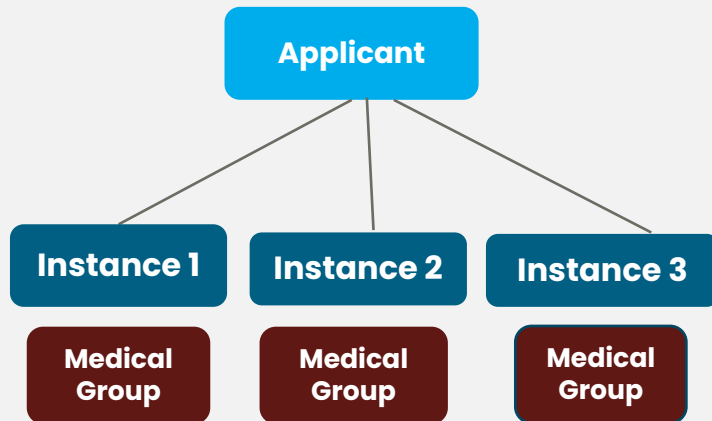 Applicant
Instance 1
Instance 2
Instance 3
Medical
Group
Medical
Group
Medical
Group